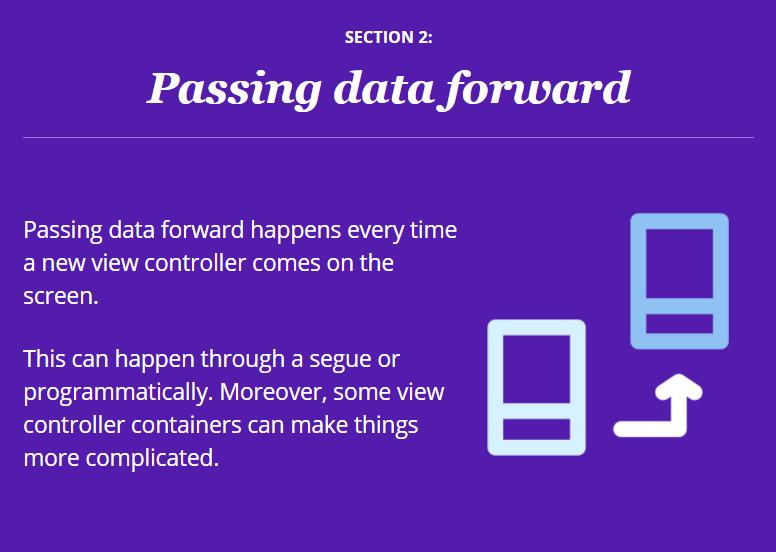 SECTION 2:
Passing data forward
Passing data forward happens every time
a new view controller comes on the
screen.
This can happen through a segue or
programmatically. Moreover, some view
controller containers can make things
more complicated.